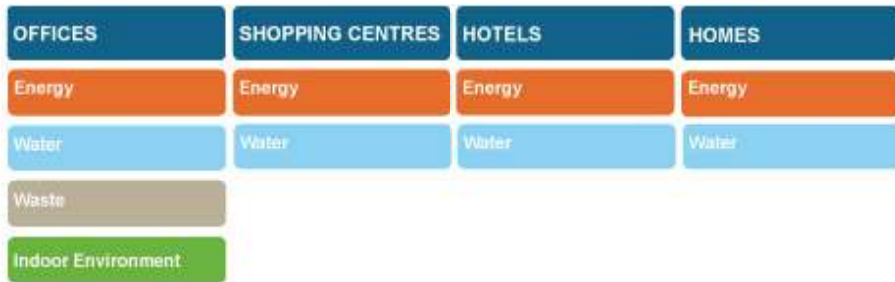 OFFICES SHOPPING CENTRES HOTELS HOMES
Energy Energy Energy Energy
Water Water Water Water
Waste
Indoor Environment